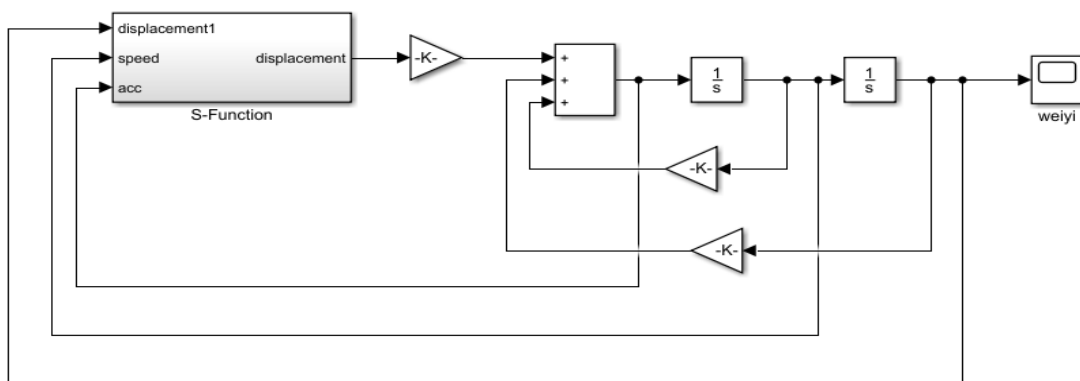 displacement1
speed
displacement
acc
S-Function
-K-
+
+
+
1
s
1
s
weiyi
-K-
-K-